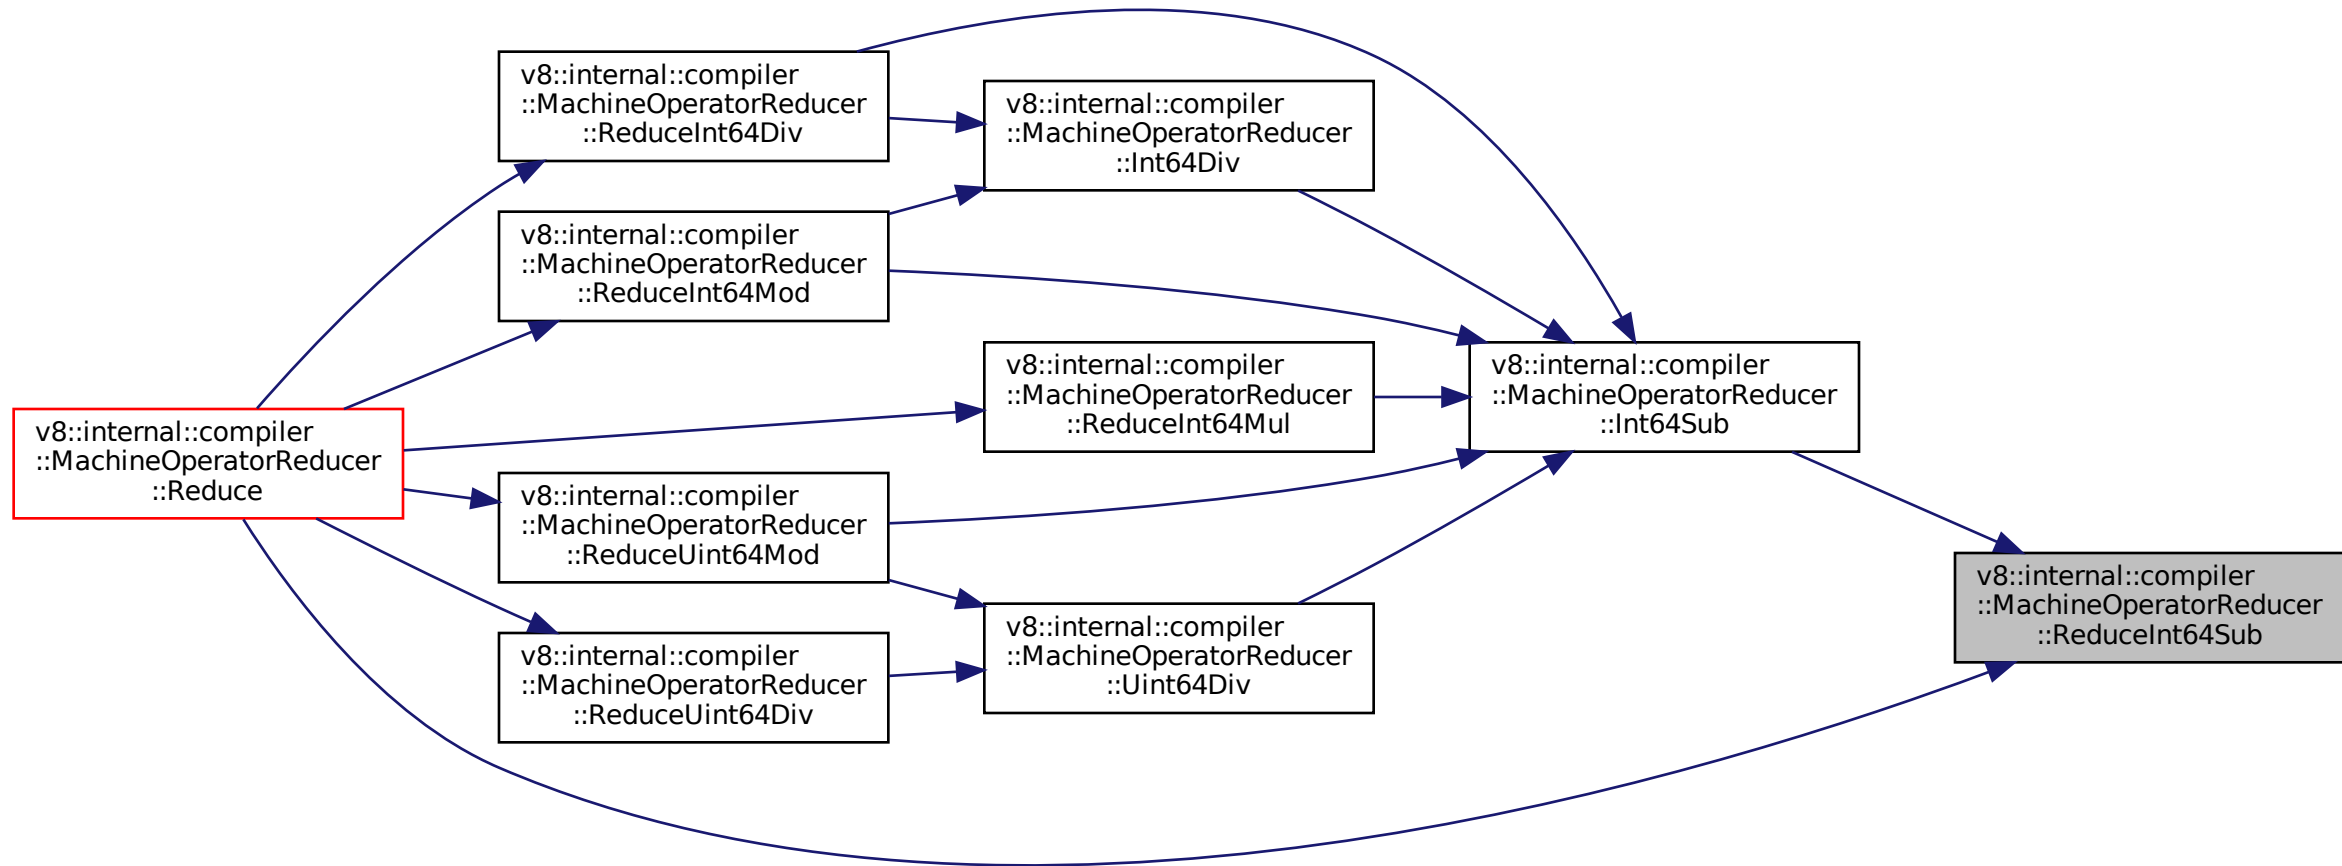 v8::internal::compiler
::MachineOperatorReducer
::ReduceInt64Div
v8::internal::compiler
::MachineOperatorReducer
::Int64Div
v8::internal::compiler
::MachineOperatorReducer
::ReduceInt64Mod
v8::internal::compiler
::MachineOperatorReducer
::ReduceInt64Mul
v8::internal::compiler
::MachineOperatorReducer
::Int64Sub
v8::internal::compiler
::MachineOperatorReducer
::Reduce
v8::internal::compiler
::MachineOperatorReducer
::ReduceUint64Mod
v8::internal::compiler
::MachineOperatorReducer
::ReduceInt64Sub
v8::internal::compiler
::MachineOperatorReducer
::Uint64Div
v8::internal::compiler
::MachineOperatorReducer
::ReduceUint64Div